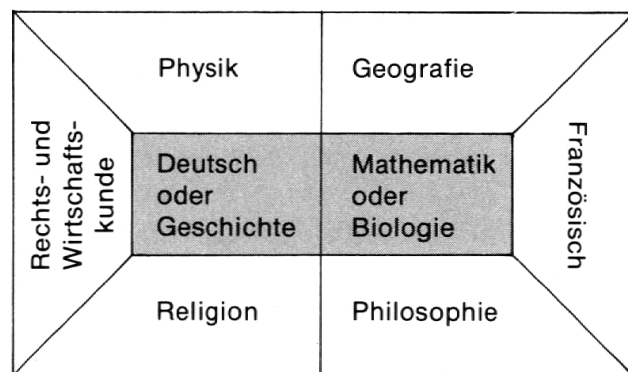 Physik
Geografie
Rechts- und
Wirtschafts-
kunde
Deutsch
oder
Geschichte
Mathematik
oder
Biologie
Französisch
Religion
Philosophie